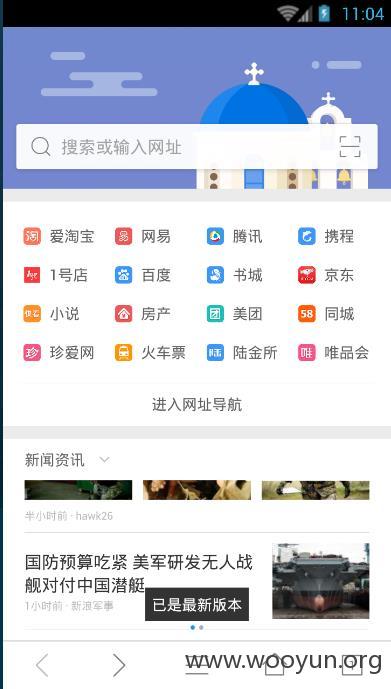 11:04
搜索或输入网址
爱淘宝 网易 腾讯 携程
1号店 百度 书城 京东
小说 房产 美团 58 同城
珍爱网 火车票 陆金所 唯品会
进入网址导航
新闻资讯
半小时前 · hawk26
国防预算吃紧 美军研发无人战
舰对付中国潜艇
1小时前 · 新浪军事
已是最新版本
www.wooyun.org